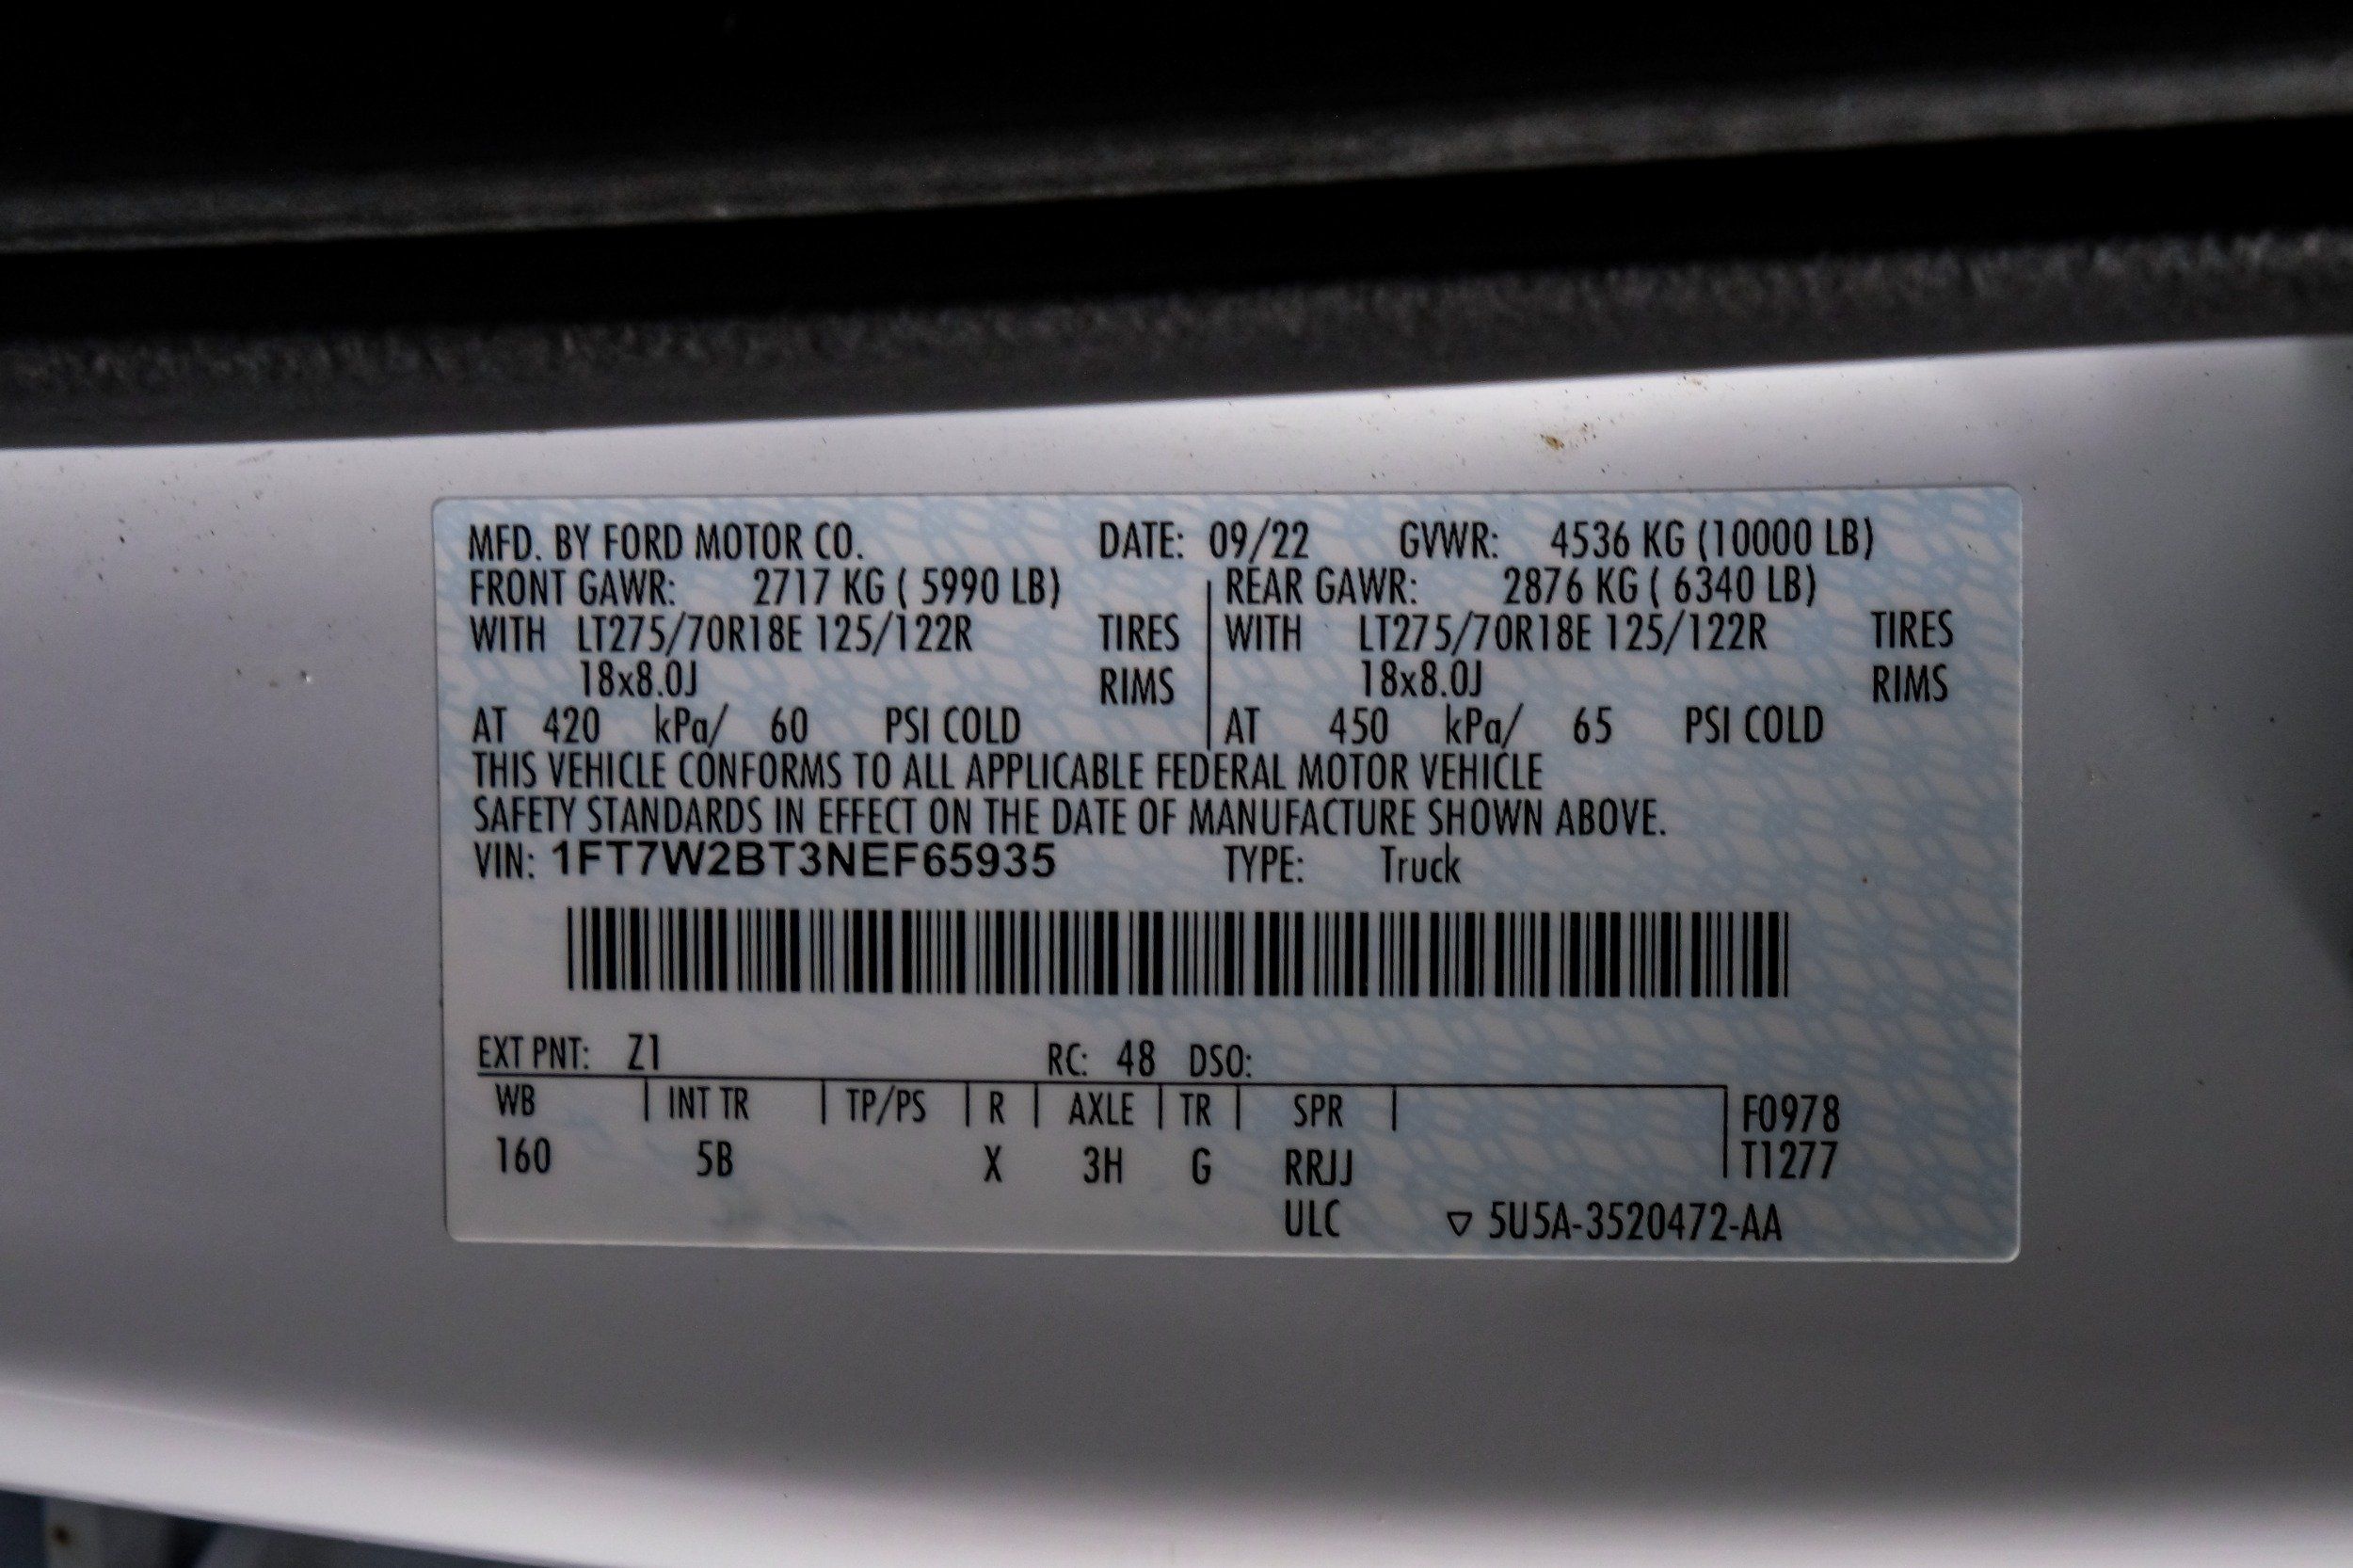 MFD. BY FORD MOTOR CO. DATE: 09/22 GVWR: 4536 KG (10000 LB)
FRONT GAWR: 2717 KG ( 5990 LB) REAR GAWR: 2876 KG ( 6340 LB)
WITH LT275/70R18E 125/122R TIRES WITH LT275/70R18E 125/122R TIRES
18x8.0J RIMS 18x8.0J RIMS
AT 420 kPa/ 60 PSI COLD AT 450 kPa/ 65 PSI COLD
THIS VEHICLE CONFORMS TO ALL APPLICABLE FEDERAL MOTOR VEHICLE
SAFETY STANDARDS IN EFFECT ON THE DATE OF MANUFACTURE SHOWN ABOVE.
VIN: 1FT7W2BT3NEF65935 TYPE: Truck
EXT PNT: Z1 RC: 48 DSO:
WB INT TR TP/PS R AXLE TR SPR F0978
160 5B X 3H G RRJJ T1277
ULC ▽ 5U5A-3520472-AA